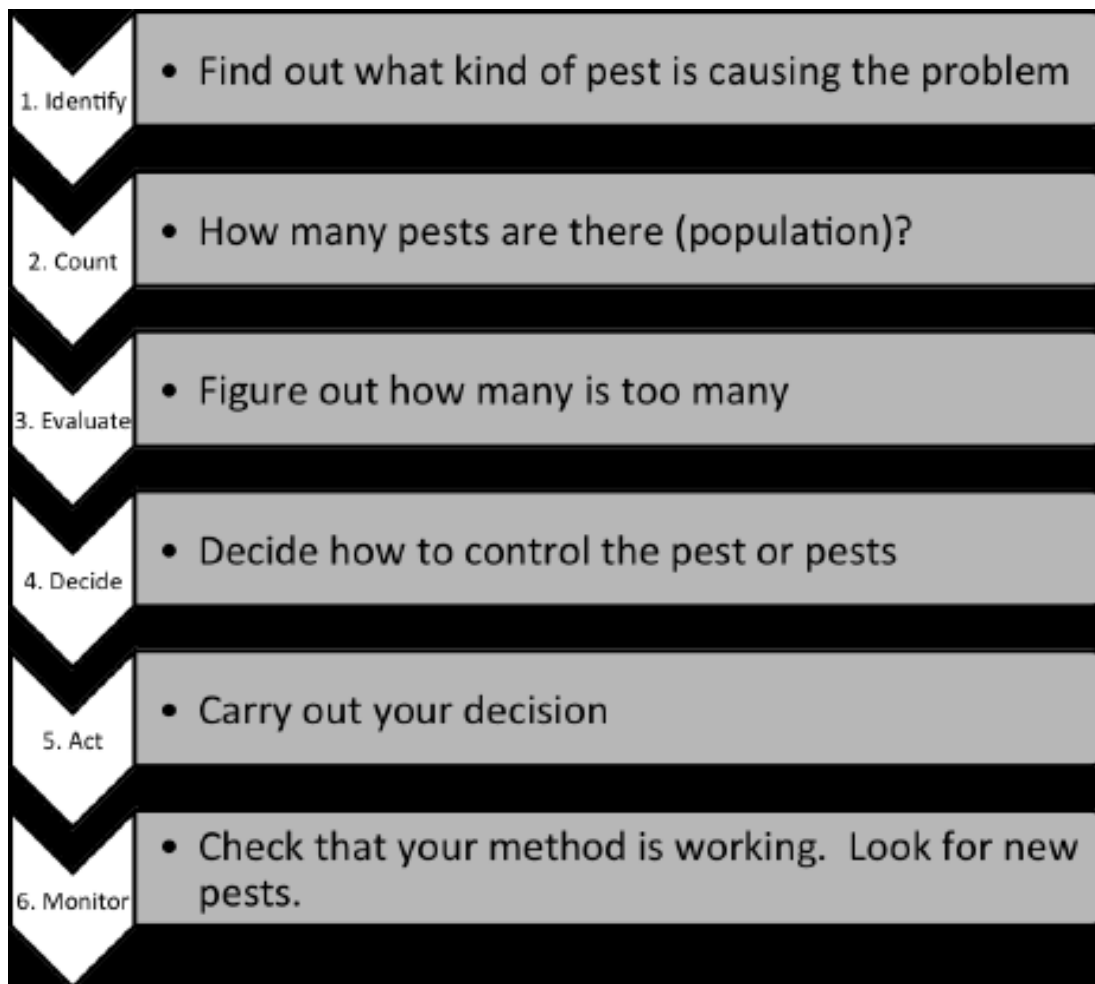 1. Identify
• Find out what kind of pest is causing the problem
2. Count
• How many pests are there (population)?
3. Evaluate
• Figure out how many is too many
4. Decide
• Decide how to control the pest or pests
5. Act
• Carry out your decision
6. Monitor
• Check that your method is working.  Look for new
pests.